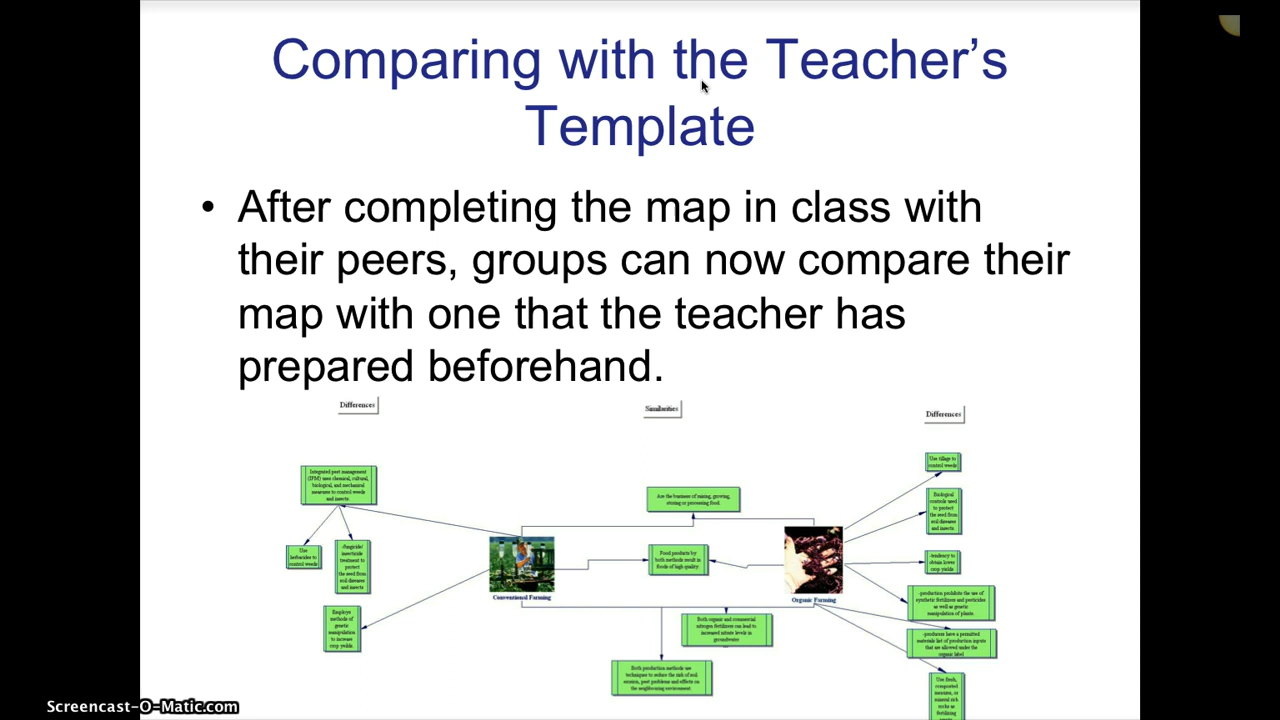 Comparing with the Teacher's
Template
• After completing the map in class with
their peers, groups can now compare their
map with one that the teacher has
prepared beforehand.
Differences
Similarities
Differences
Integrated pest management
(IPM) uses chemical, cultural,
biological, and mechanical
measures to control weeds
and insects.
Use
herbicides to
control weeds
-fungicide/
insecticide
treatment to
protect
the seed from
soil diseases
and insects
Employs
methods of
genetic
manipulation
to increase
crop yields
Conventional Farming
Are the business of raising, growing,
storing or processing food.
Food products by
both methods result in
foods of high quality.
Both organic and commercial
nitrogen fertilizers can lead to
increased nitrate levels in
groundwater
Both production methods use
techniques to reduce the risk of soil
erosion, pest problems and effects on
the neighbouring environment.
Organic Farming
Use tillage to
control weeds
Biological
controls used
to protect
the seed from
soil diseases
and insects
-tendency to
obtain lower
crop yields
-production prohibits the use of
synthetic fertilizers and pesticides
as well as genetic
manipulation of plants.
-producers have a permitted
materials list of production inputs
that are allowed under the
organic label
Use fresh,
composted
manures, or
mineral rich
rocks as
fertilizing
Screencast-O-Matic.com